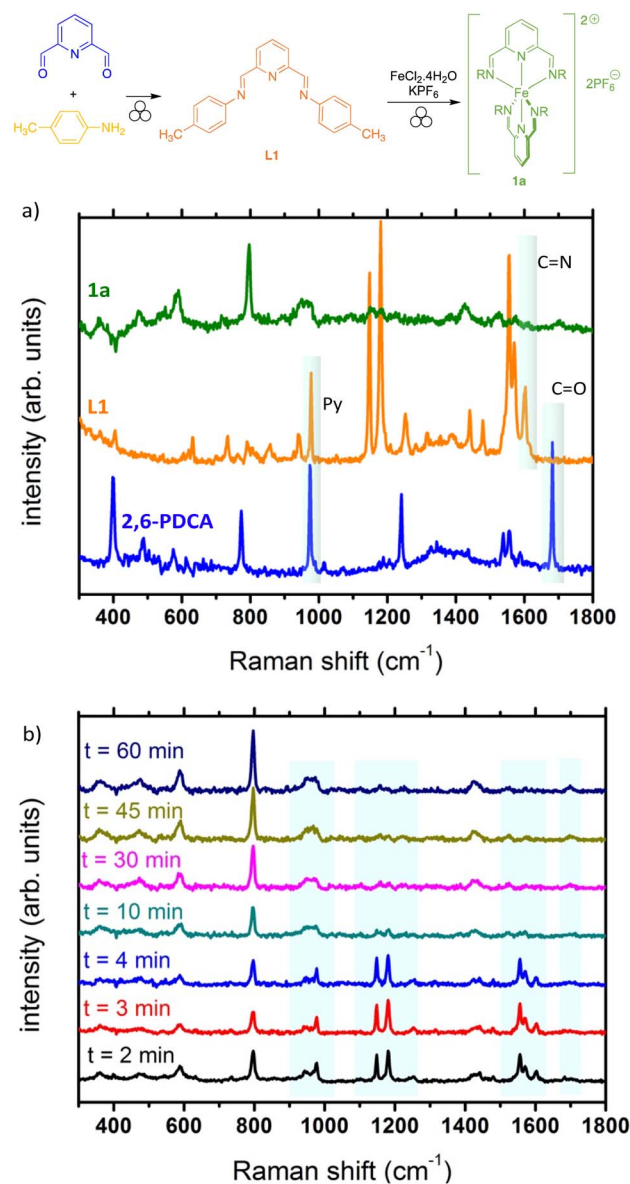 O
N
O
+
H₃C
NH₂
N
N
N
CH₃
H₃C
L1
FeCl₂.4H₂O
KPF₆
2⊕
N
RN
NR
Fe
RN
NR
N
2PF₆⊖
1a
a)
C=N
1a
C=O
L1
Py
2,6-PDCA
intensity (arb. units)
400 600 800 1000 1200 1400 1600 1800
Raman shift (cm⁻¹)
b)
t = 60 min
t = 45 min
t = 30 min
t = 10 min
t = 4 min
t = 3 min
t = 2 min
intensity (arb. units)
400 600 800 1000 1200 1400 1600 1800
Raman shift (cm⁻¹)